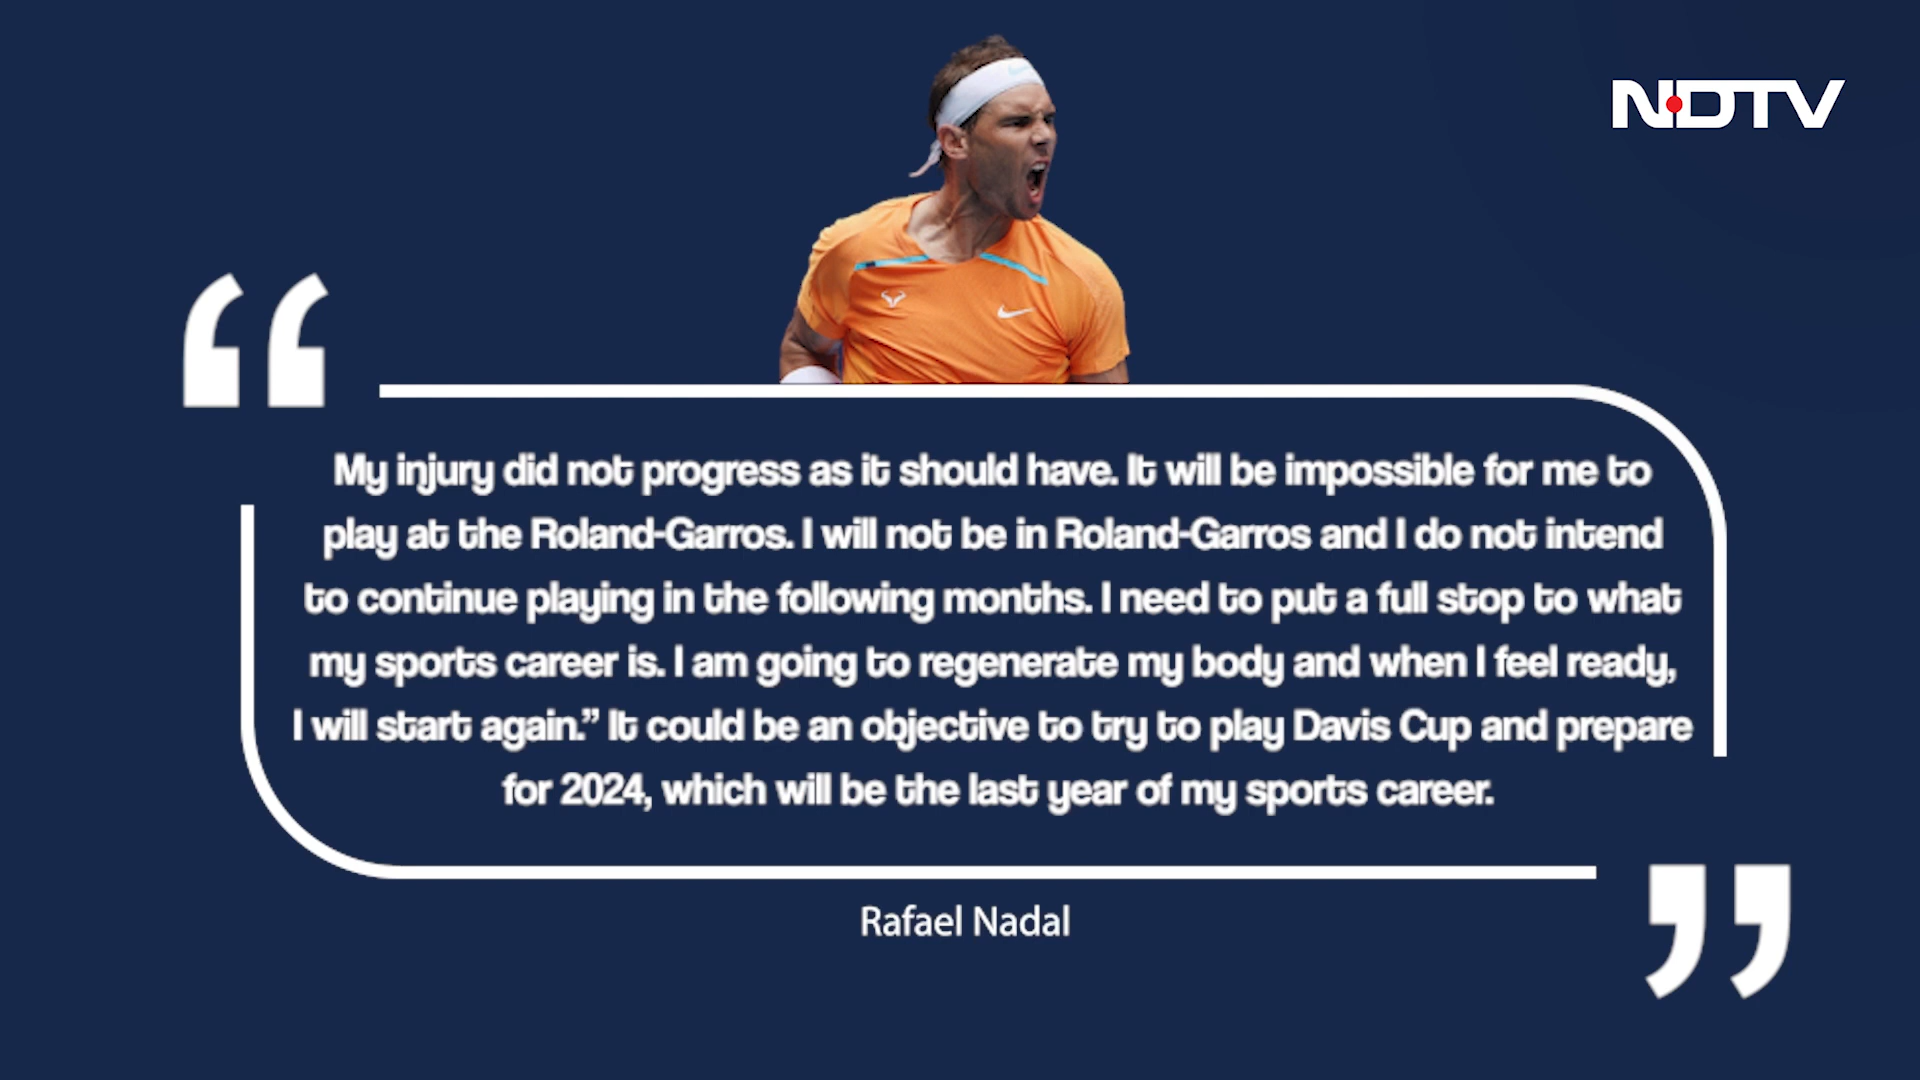 NDTV
My injury did not progress as it should have. It will be impossible for me to
play at the Roland-Garros. I will not be in Roland-Garros and I do not intend
to continue playing in the following months. I need to put a full stop to what
my sports career is. I am going to regenerate my body and when I feel ready,
I will start again.” It could be an objective to try to play Davis Cup and prepare
for 2024, which will be the last year of my sports career.
Rafael Nadal